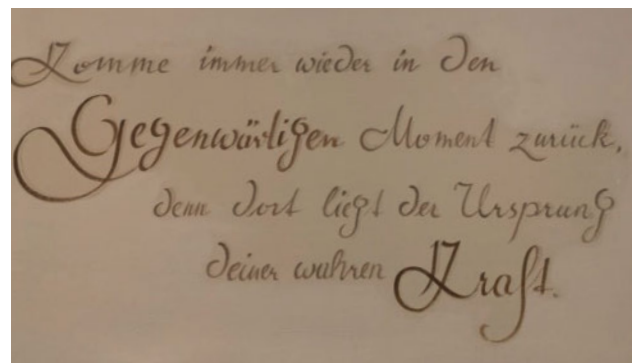 Komme immer wieder in den
Gegenwärtigen Moment zurück,
denn dort liegt der Ursprung
deiner wahren Kraft.